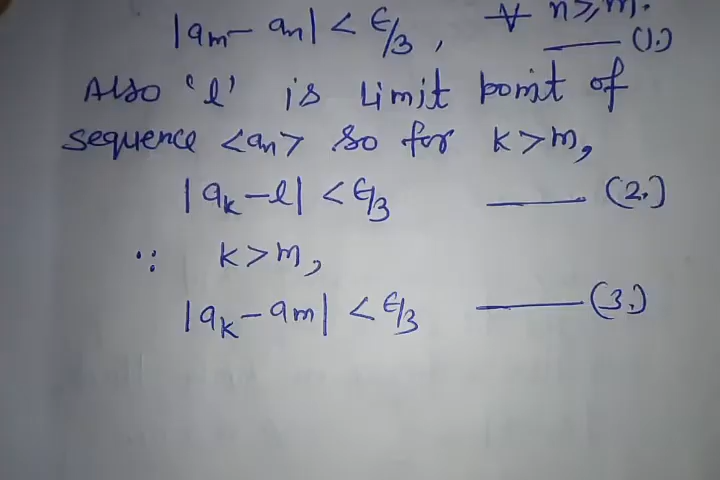 |am - an| < ϵ/3, ∀ n ≥ m. —— (1.)
Also 'l' is Limit point of
sequence <an> so for k > m,
|ak - l| < ϵ/3 —— (2.)
∵ k > m,
|ak - am| < ϵ/3 —— (3.)